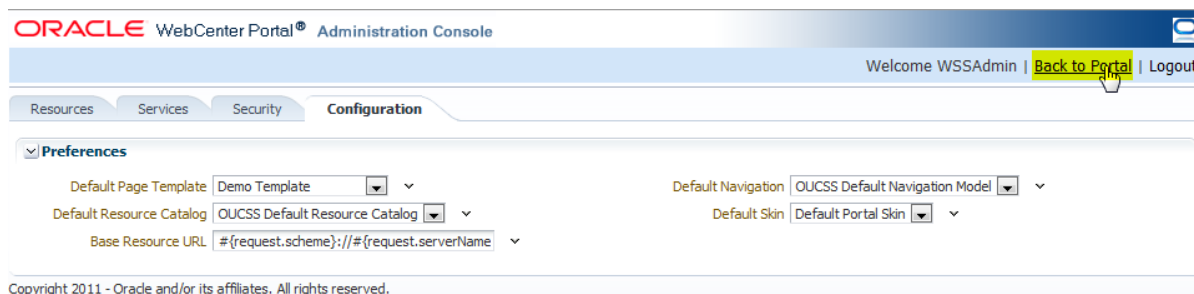 ORACLE WebCenter Portal® Administration Console
Welcome WSSAdmin | Back to Portal | Logout
Resources Services Security Configuration
Preferences
Default Page Template Demo Template Default Navigation OUCSS Default Navigation Model
Default Resource Catalog OUCSS Default Resource Catalog Default Skin Default Portal Skin
Base Resource URL #{request.scheme}://#{request.serverName
Copyright 2011 - Oracle and/or its affiliates. All rights reserved.